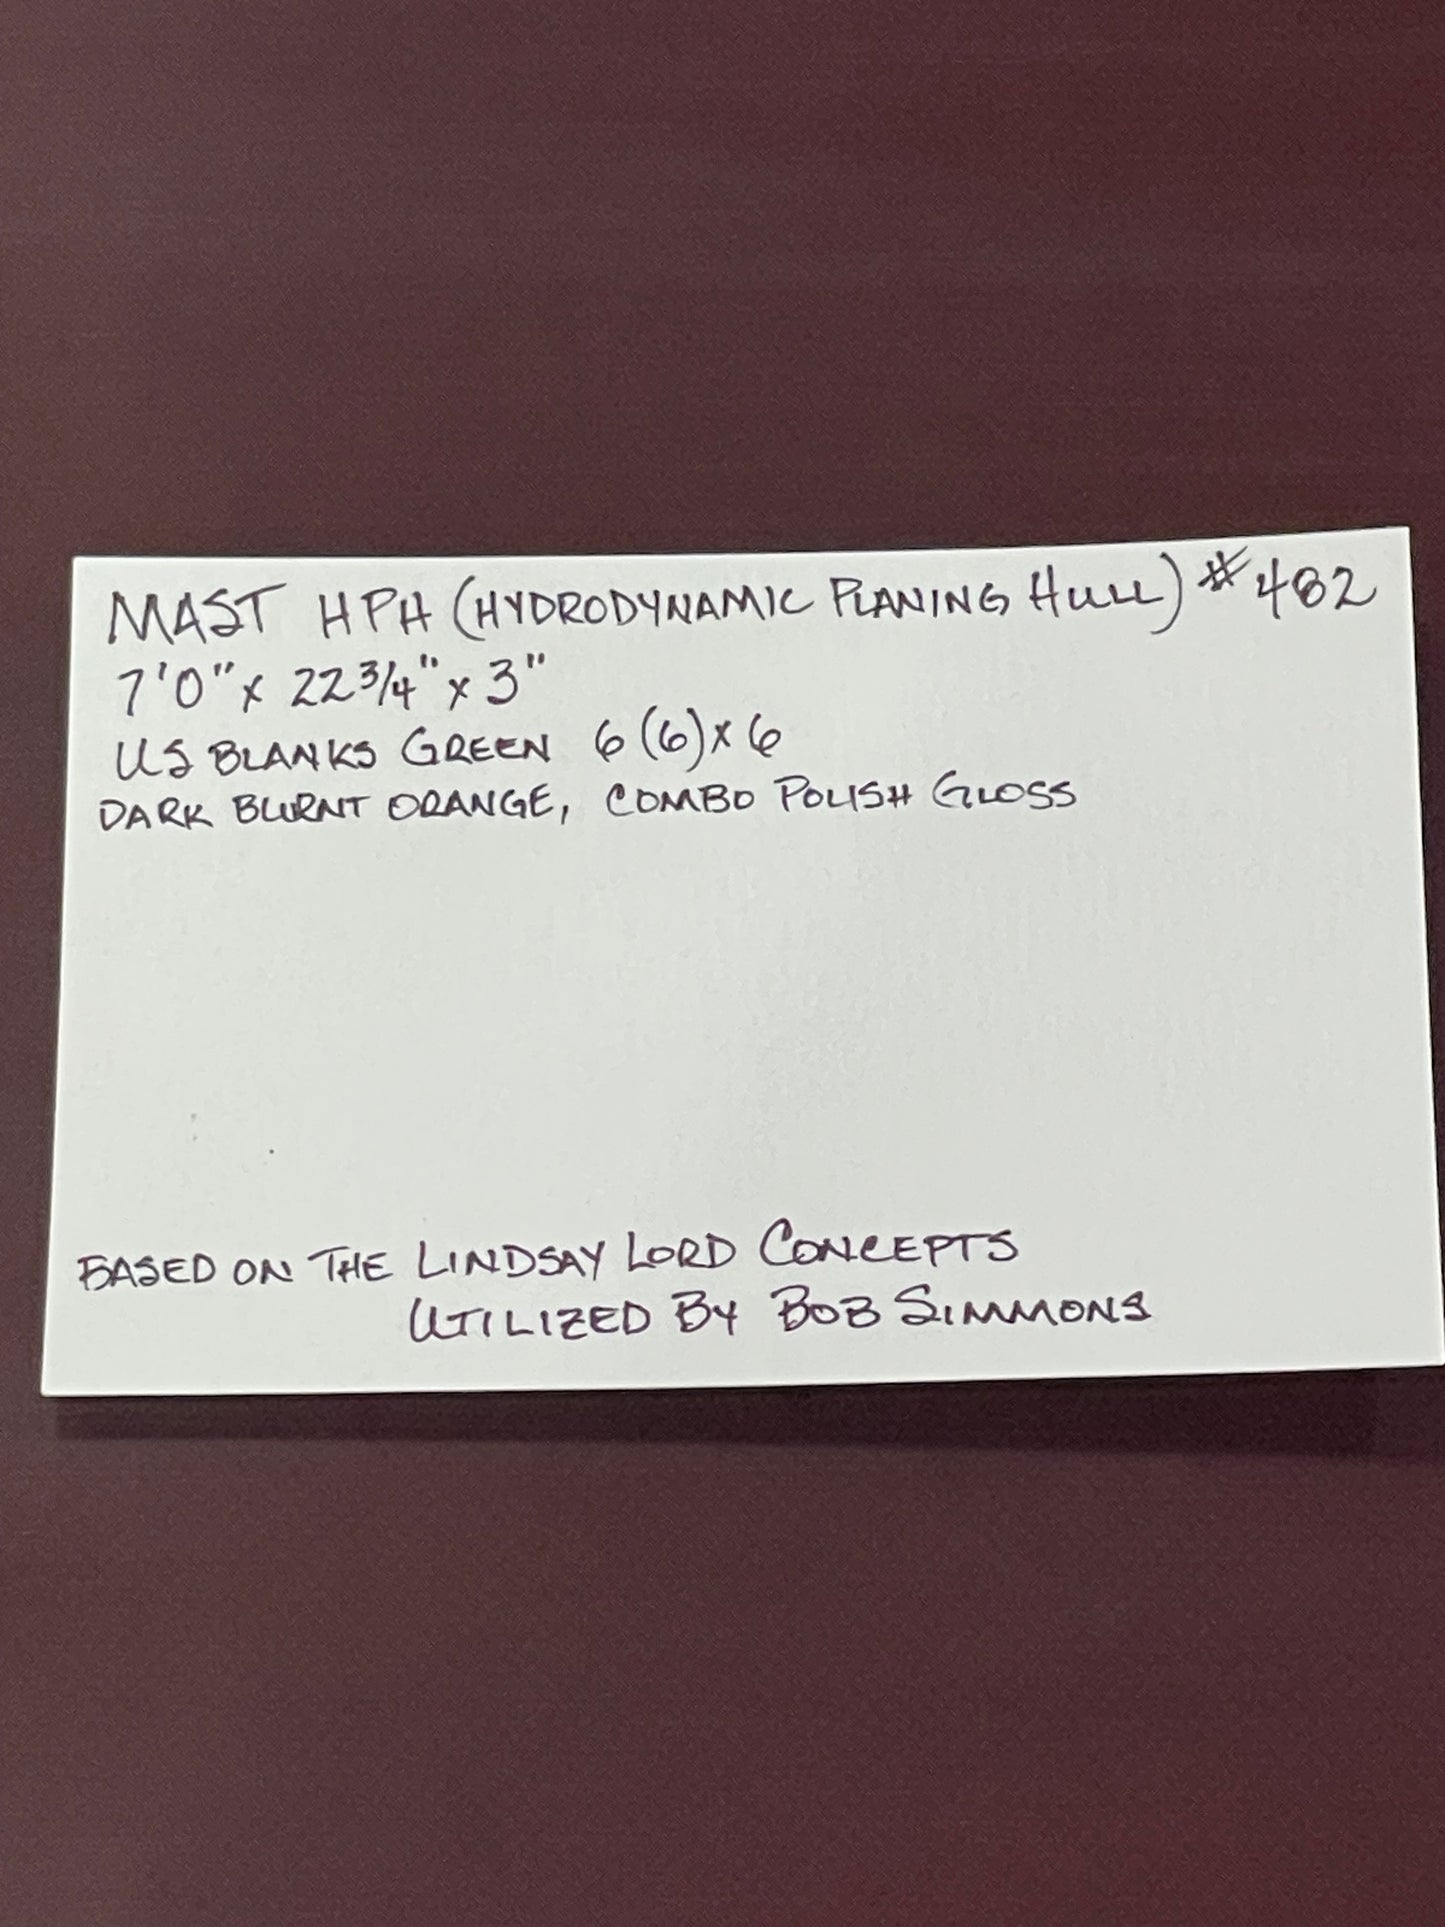 MAST HPH (HYDRODYNAMIC PLANING HULL) #482
7'0" x 22 3/4" x 3"
US BLANKS GREEN 6(6)x6
DARK BURNT ORANGE, COMBO POLISH GLOSS
BASED ON THE LINDSAY LORD CONCEPTS
UTILIZED BY BOB SIMMONS